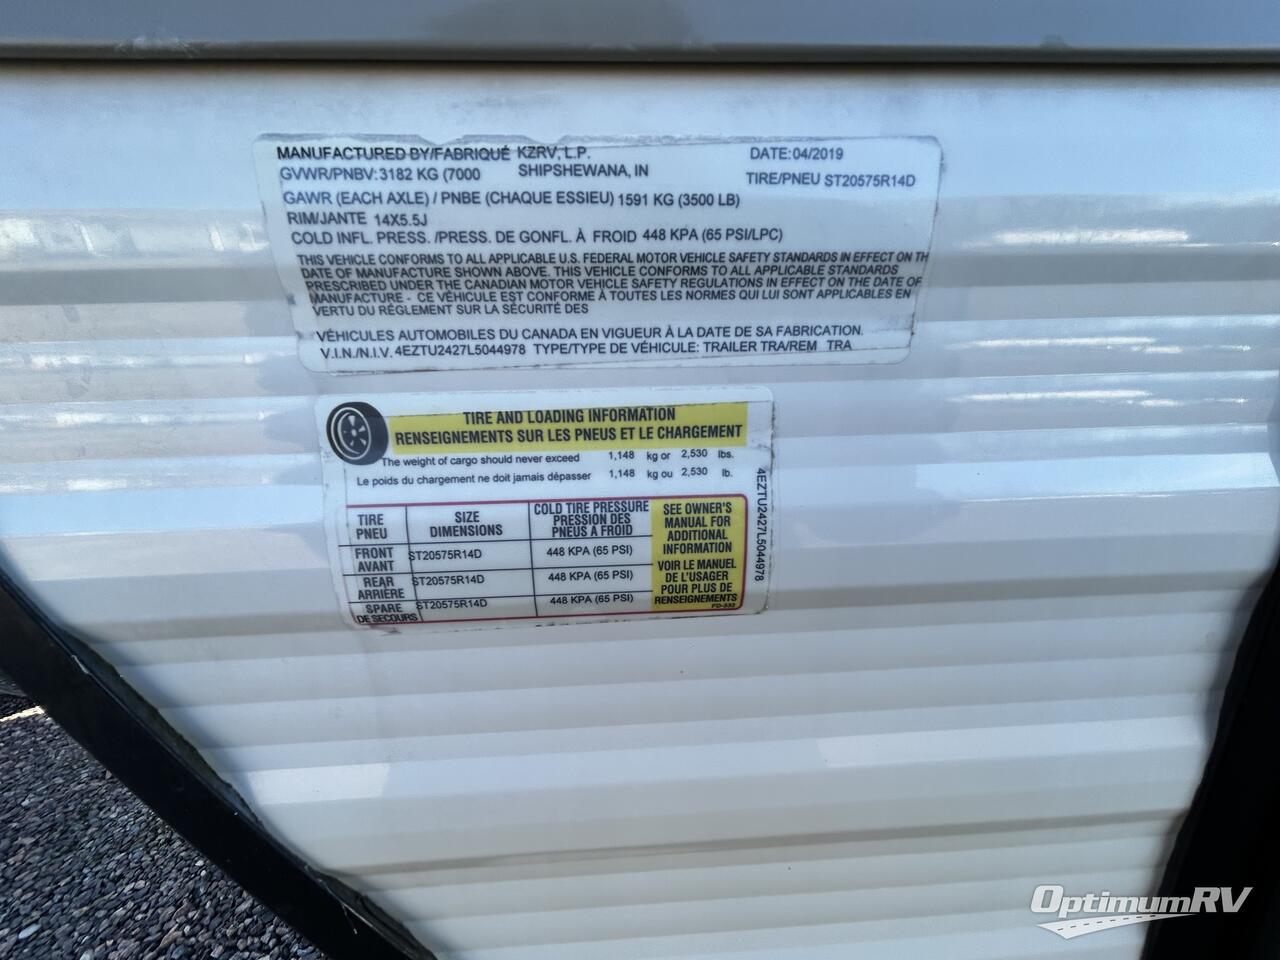 MANUFACTURED BY/FABRIQUÉ KZRV, L.P. DATE:04/2019
GVWR/PNBV: 3182 KG (7000 SHIPSHEWANA, IN TIRE/PNEU ST20575R14D
GAWR (EACH AXLE) / PNBE (CHAQUE ESSIEU) 1591 KG (3500 LB)
RIM/JANTE 14X5.5J
COLD INFL. PRESS. /PRESS. DE GONFL. À FROID 448 KPA (65 PSI/LPC)
THIS VEHICLE CONFORMS TO ALL APPLICABLE U.S. FEDERAL MOTOR VEHICLE SAFETY STANDARDS IN EFFECT ON TH
DATE OF MANUFACTURE SHOWN ABOVE. THIS VEHICLE CONFORMS TO ALL APPLICABLE STANDARDS
PRESCRIBED UNDER THE CANADIAN MOTOR VEHICLE SAFETY REGULATIONS IN EFFECT ON THE DATE OF
MANUFACTURE - CE VÉHICULE EST CONFORME À TOUTES LES NORMES QUI LUI SONT APPLICABLES EN
VERTU DU RÉGLEMENT SUR LA SÉCURITÉ DES
VÉHICULES AUTOMOBILES DU CANADA EN VIGUEUR À LA DATE DE SA FABRICATION.
V.I.N./N.I.V. 4EZTU2427L5044978 TYPE/TYPE DE VÉHICULE: TRAILER TRA/REM TRA
TIRE AND LOADING INFORMATION
RENSEIGNEMENTS SUR LES PNEUS ET LE CHARGEMENT
The weight of cargo should never exceed 1,148 kg or 2,530 lbs.
Le poids du chargement ne doit jamais dépasser 1,148 kg ou 2,530 lb.
TIRE
PNEU
SIZE
DIMENSIONS
COLD TIRE PRESSURE
PRESSION DES
PNEUS A FROID
FRONT
AVANT
ST20575R14D
448 KPA (65 PSI)
REAR
ARRIÈRE
ST20575R14D
448 KPA (65 PSI)
SPARE
DE SECOURS
ST20575R14D
448 KPA (65 PSI)
SEE OWNER'S
MANUAL FOR
ADDITIONAL
INFORMATION
VOIR LE MANUEL
DE L'USAGER
POUR PLUS DE
RENSEIGNEMENTS
FD-332
4EZTU2427L5044978
OPTIMUMRV